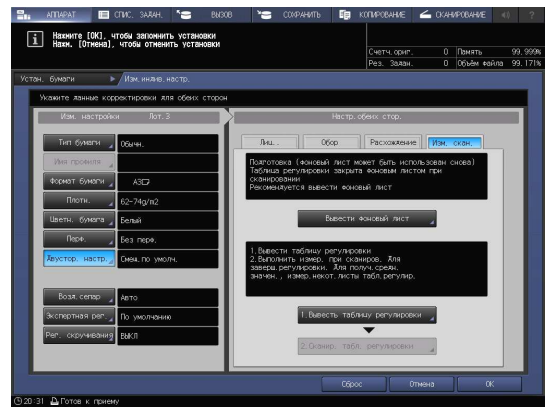 АППАРАТ
СПИС. ЗАДАН.
ВЫЗОВ
СОХРАНИТЬ
КОПИРОВАНИЕ
СКАНИРОВАНИЕ
Нажмите [OK], чтобы запомнить установки
Нажм. [Отмена], чтобы отменить установки
Счетч.ориг. 0 Память 99,999%
Рез. Задан. 0 Объём файла 99,171%
Устан. бумаги
Изм.индив.настр.
Укажите данные корректировки для обеих сторон
Изм. настройки Лот.3
Настр.обеих стор.
Тип бумаги Обычн.
Имя профиля
Формат бумаги A3
Плотн. 62-74g/m2
Цветн. бумага Белый
Перф. Без перф.
Двустор. настр. Смещ.по умолч.
Возд.сепар Авто
Экспертная рег. По умолчанию
Рег. скручивания ВЫКЛ
Лиц..
Обор
Расхождение
Изм. скан.
Подготовка (фоновый лист может быть использован снова)
Таблица регулировки закрыта фоновым листом при
сканировании
Рекомендуется вывести фоновый лист
Вывести фоновый лист
1.Вывести таблицу регулировки
2.Выполнить измер. при сканиров. Для
заверш.регулировки. Для получ.средн.
значен., измер.некот.листы табл.регулир.
1.Вывесть таблицу регулировки
2.Сканир. табл. регулировки
Сброс
Отмена
OK
20:31 Готов к приему